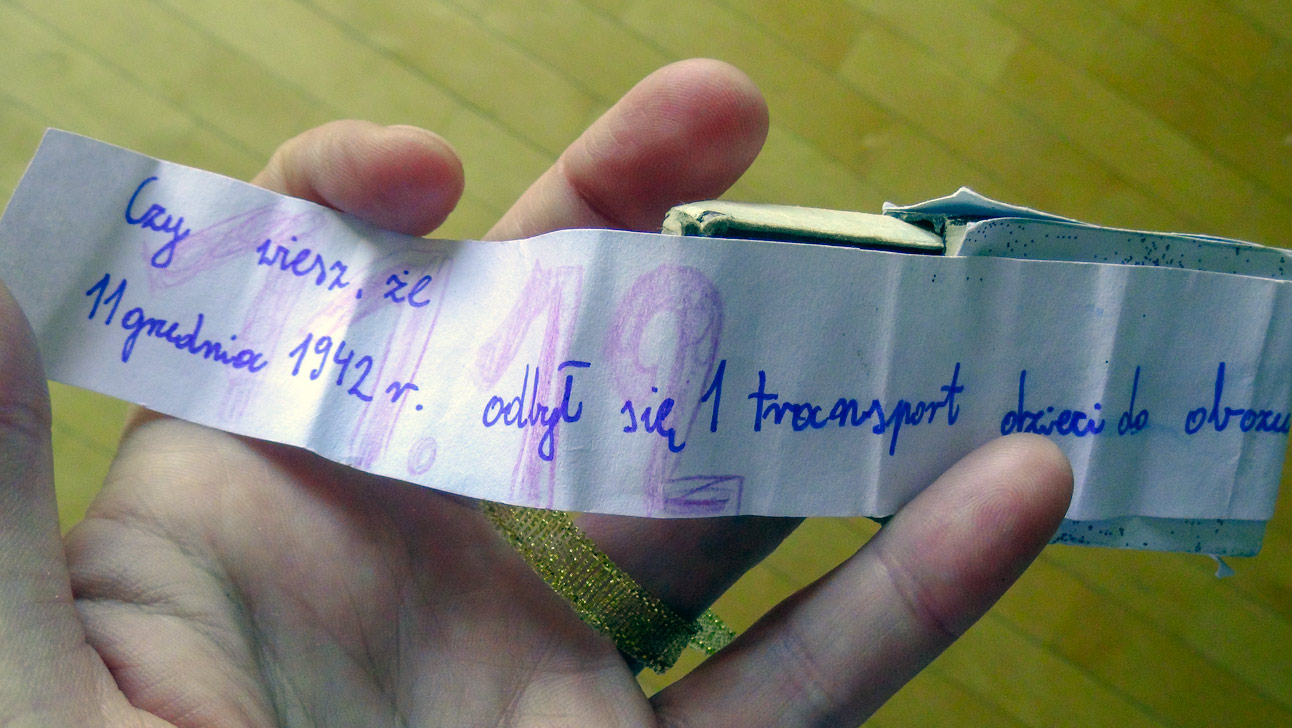 Czy wiesz, że
11 grudnia 1942 r. odbył się 1 transport dzieci do obozu
11.12